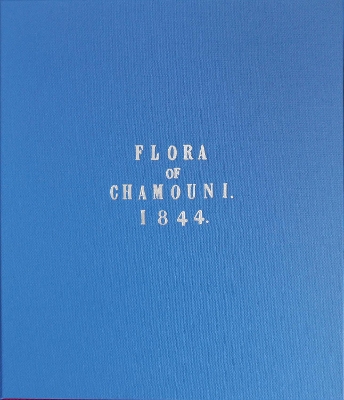 FLORA
OF
CHAMOUNI.
1844.